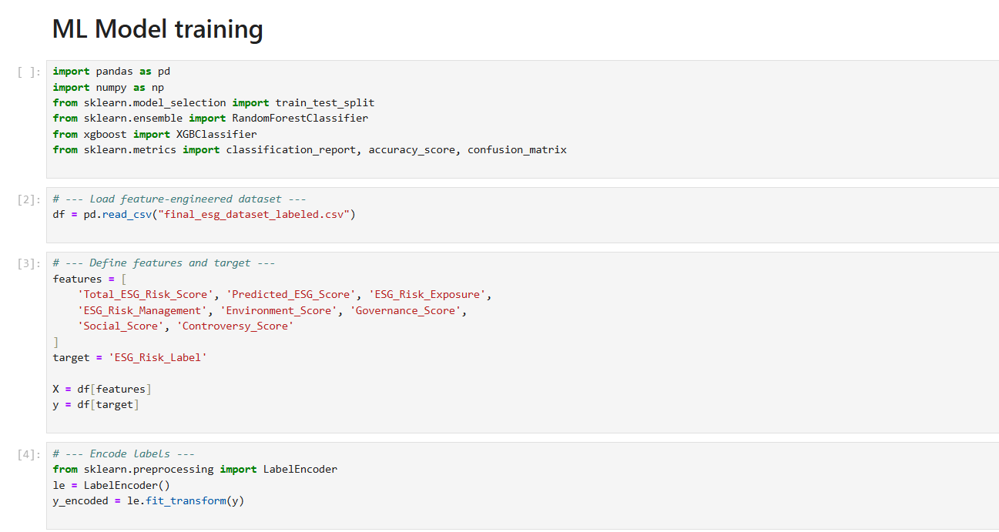 ML Model training
[ ]:
import pandas as pd
import numpy as np
from sklearn.model_selection import train_test_split
from sklearn.ensemble import RandomForestClassifier
from xgboost import XGBClassifier
from sklearn.metrics import classification_report, accuracy_score, confusion_matrix
[2]:
# --- Load feature-engineered dataset ---
df = pd.read_csv("final_esg_dataset_labeled.csv")
[3]:
# --- Define features and target ---
features = [
    'Total_ESG_Risk_Score', 'Predicted_ESG_Score', 'ESG_Risk_Exposure',
    'ESG_Risk_Management', 'Environment_Score', 'Governance_Score',
    'Social_Score', 'Controversy_Score'
]
target = 'ESG_Risk_Label'
X = df[features]
y = df[target]
[4]:
# --- Encode labels ---
from sklearn.preprocessing import LabelEncoder
le = LabelEncoder()
y_encoded = le.fit_transform(y)